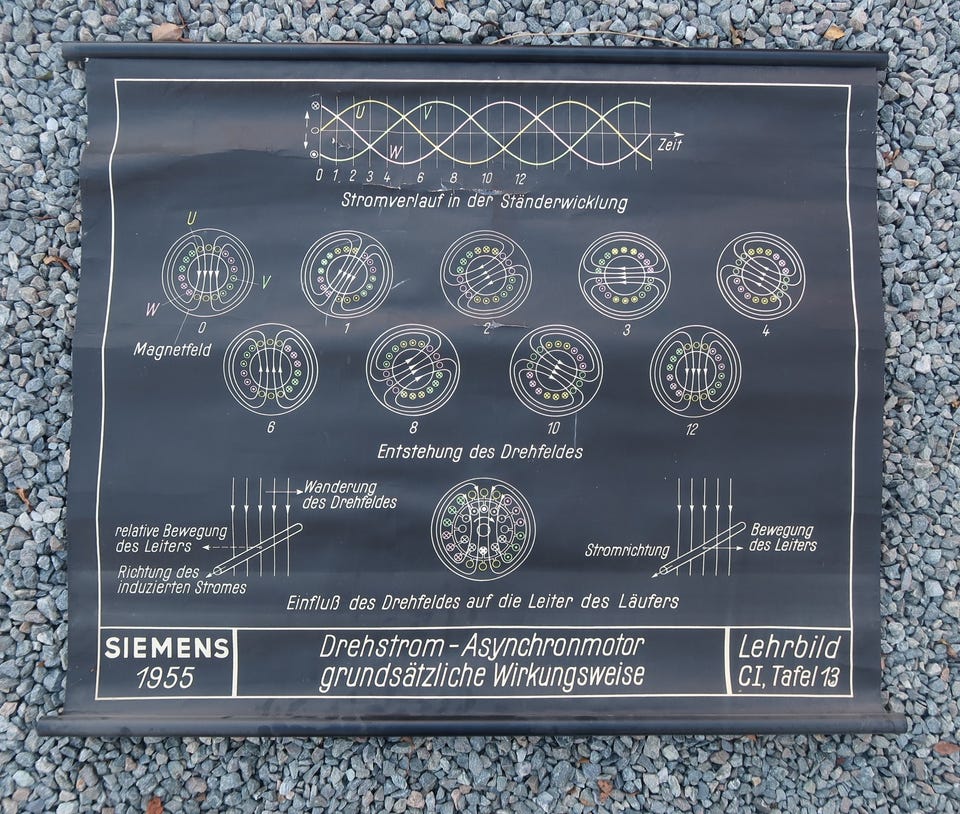 U V W Zeit
0 1 2 3 4 6 8 10 12
Stromverlauf in der Ständerwicklung
U
V
W
0 1 2 3 4
Magnetfeld
6 8 10 12
Entstehung des Drehfeldes
Wanderung
des Drehfeldes
relative Bewegung
des Leiters
Richtung des
induzierten Stromes
Stromrichtung
Bewegung
des Leiters
Einfluß des Drehfeldes auf die Leiter des Läufers
SIEMENS
1955
Drehstrom-Asynchronmotor
grundsätzliche Wirkungsweise
Lehrbild
CI, Tafel 13